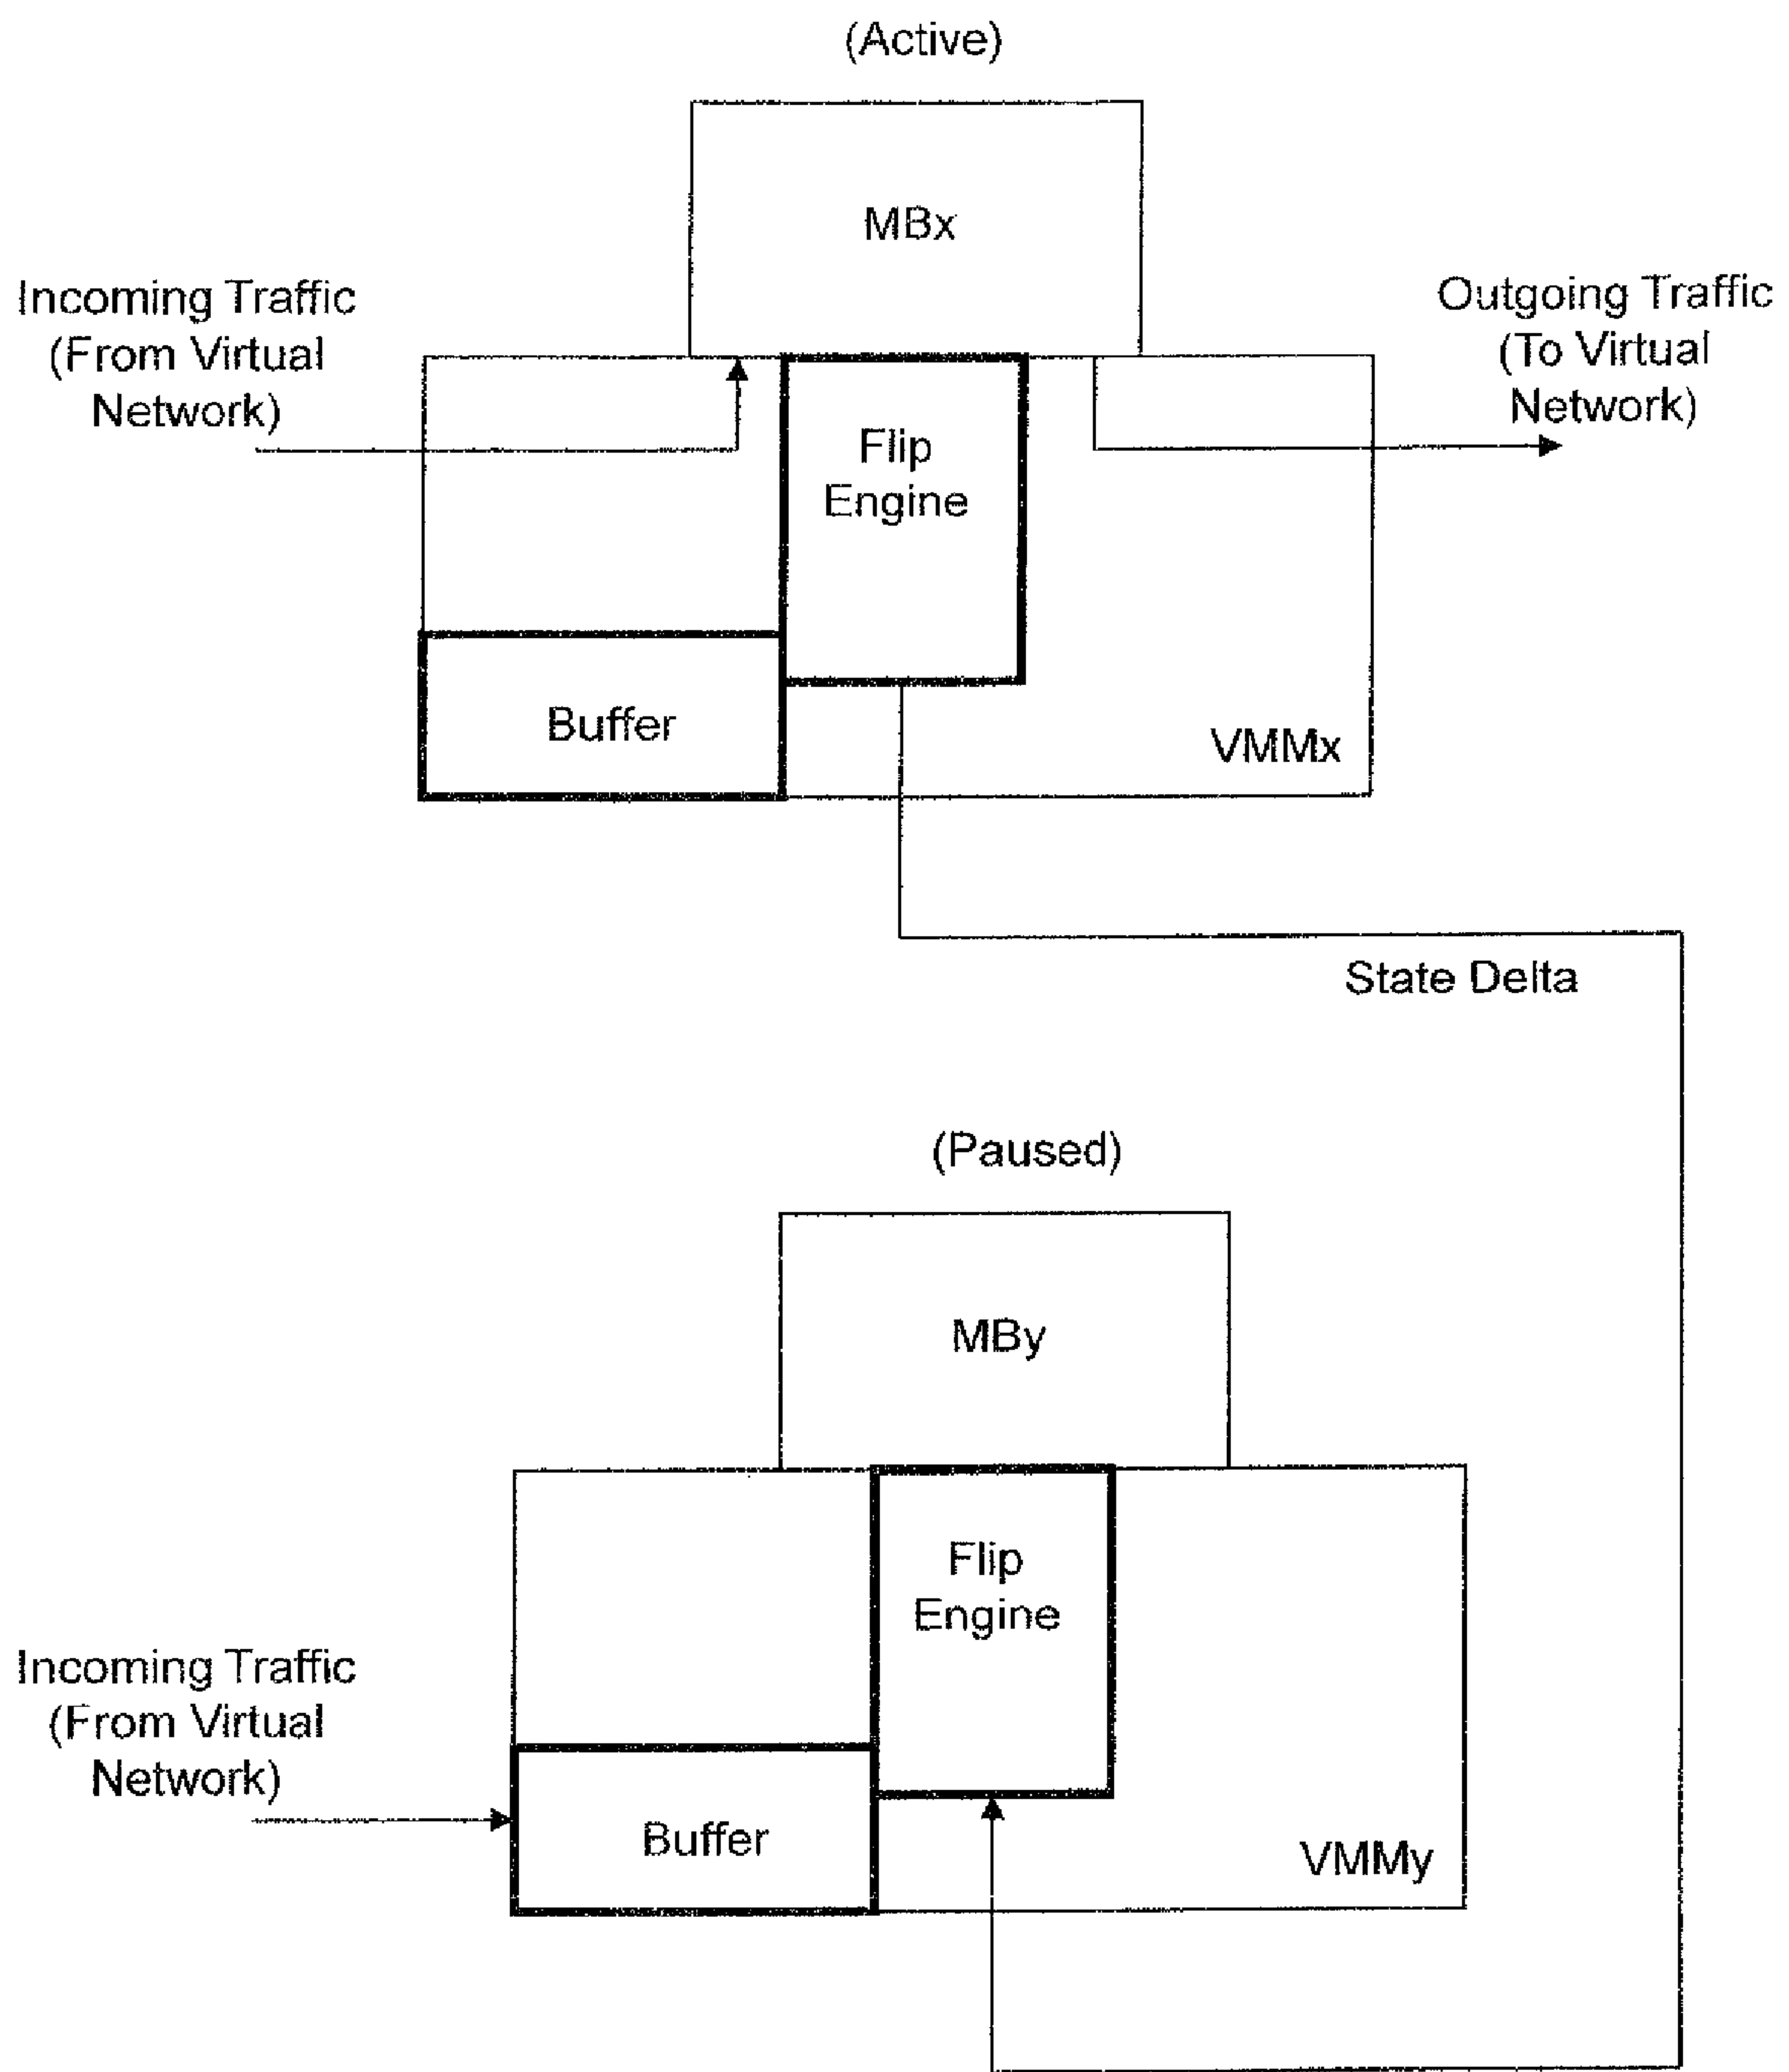 (Active)
MBx
Incoming Traffic
(From Virtual
Network)
Outgoing Traffic
(To Virtual
Network)
Flip
Engine
Buffer
VMMx
State Delta
(Paused)
MBy
Flip
Engine
Incoming Traffic
(From Virtual
Network)
Buffer
VMMy